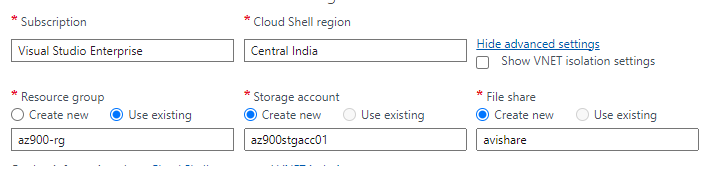 * Subscription
* Cloud Shell region
Visual Studio Enterprise
Central India
Hide advanced settings
Show VNET isolation settings
* Resource group
* Storage account
* File share
Create new Use existing
Create new Use existing
Create new Use existing
az900-rg
az900stgacc01
avishare